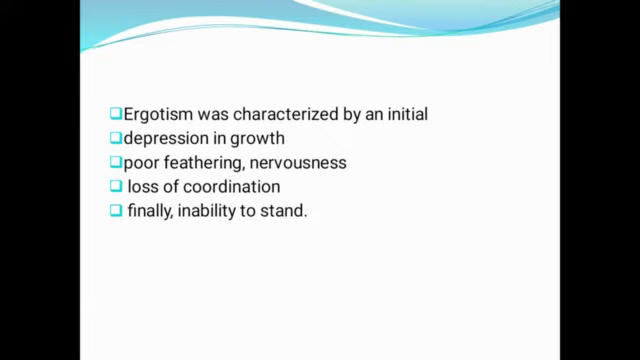 ❑Ergotism was characterized by an initial
❑depression in growth
❑poor feathering, nervousness
❑ loss of coordination
❑ finally, inability to stand.